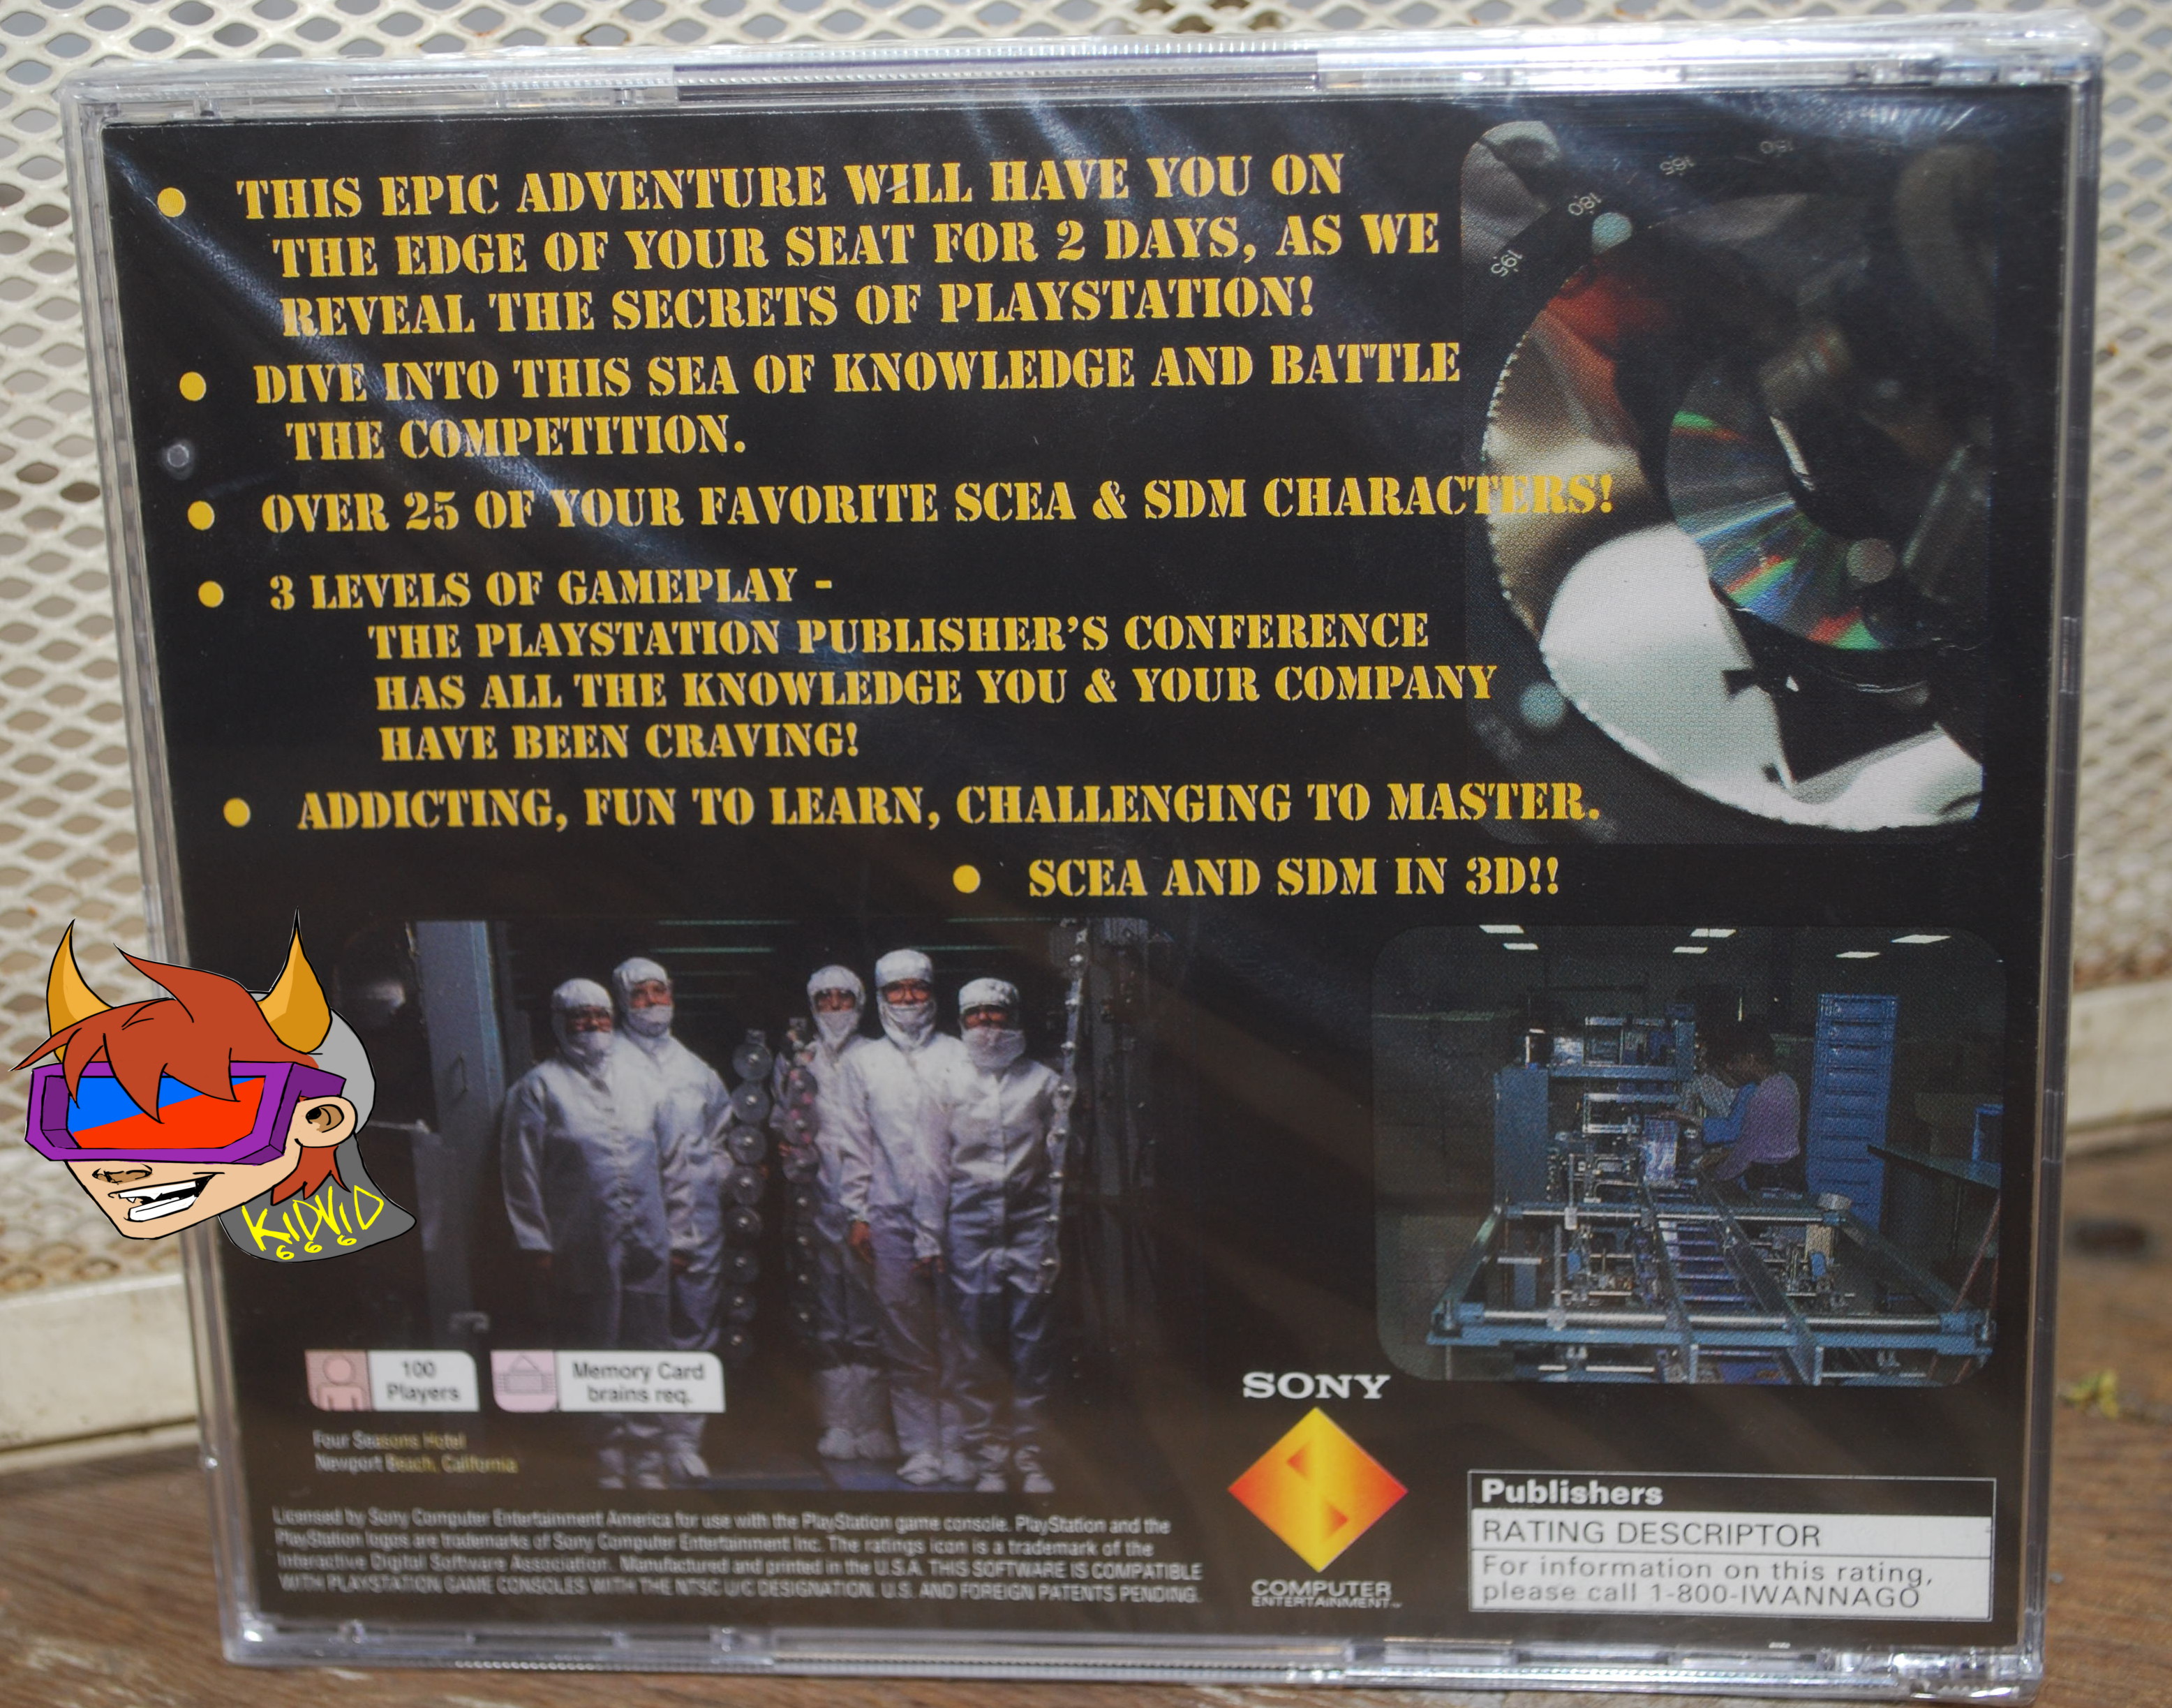 THIS EPIC ADVENTURE WILL HAVE YOU ON
THE EDGE OF YOUR SEAT FOR 2 DAYS, AS WE
REVEAL THE SECRETS OF PLAYSTATION!
DIVE INTO THIS SEA OF KNOWLEDGE AND BATTLE
THE COMPETITION.
OVER 25 OF YOUR FAVORITE SCEA & SDM CHARACTERS!
3 LEVELS OF GAMEPLAY -
THE PLAYSTATION PUBLISHER'S CONFERENCE
HAS ALL THE KNOWLEDGE YOU & YOUR COMPANY
HAVE BEEN CRAVING!
ADDICTING, FUN TO LEARN, CHALLENGING TO MASTER.
SCEA AND SDM IN 3D!!
150
165
180
195
KIDVID
666
100
Players
Memory Card
brains req.
Four Seasons Hotel
Newport Beach, California
Licensed by Sony Computer Entertainment America for use with the PlayStation game console. PlayStation and the
PlayStation logos are trademarks of Sony Computer Entertainment Inc. The ratings icon is a trademark of the
Interactive Digital Software Association. Manufactured and printed in the U.S.A. THIS SOFTWARE IS COMPATIBLE
WITH PLAYSTATION GAME CONSOLES WITH THE NTSC U/C DESIGNATION. U.S. AND FOREIGN PATENTS PENDING.
SONY
COMPUTER
ENTERTAINMENT™
Publishers
RATING DESCRIPTOR
For information on this rating,
please call 1-800-IWANNAGO